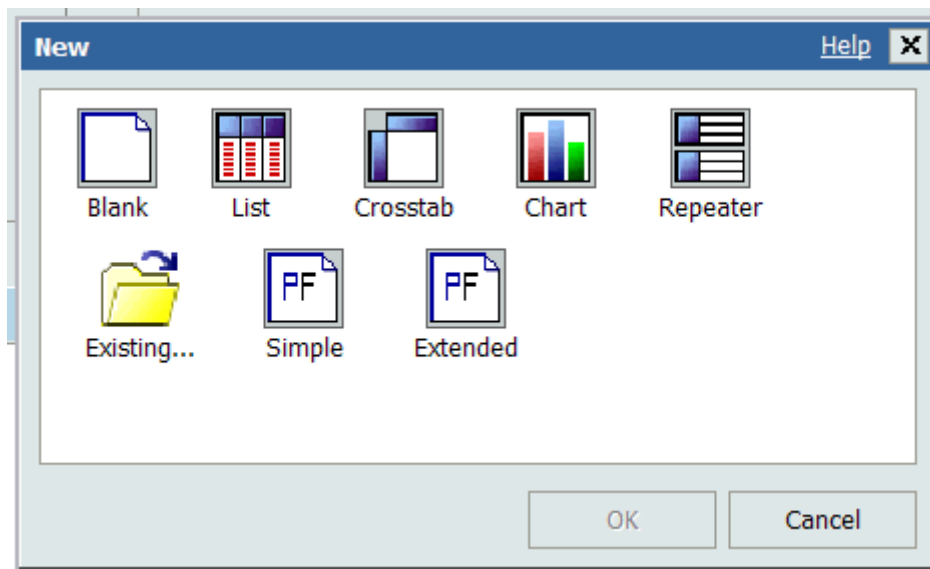 New Help
Blank List Crosstab Chart Repeater
PF PF
Existing... Simple Extended
OK Cancel